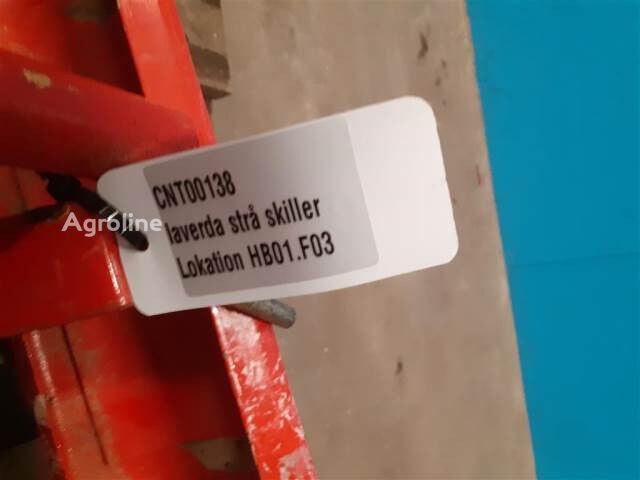 CNT00138
laverda strå skiller
Lokation HB01.F03
Agroline